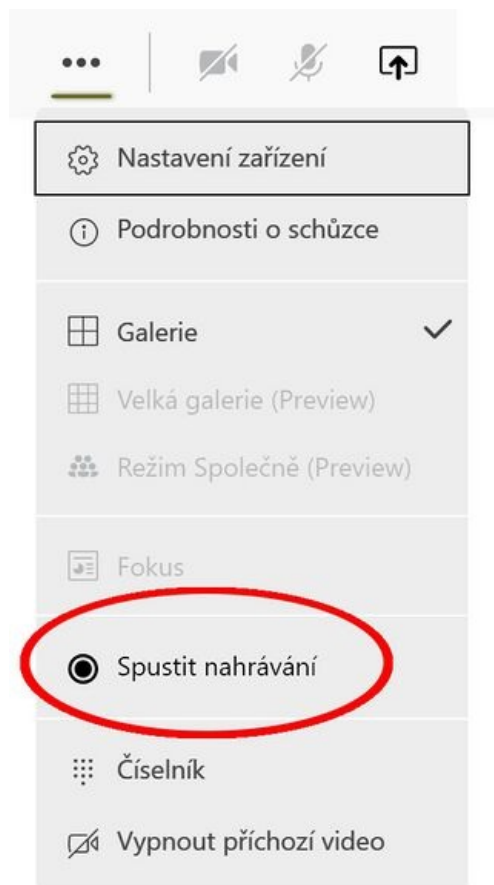 Nastavení zařízení
Podrobnosti o schůzce
Galerie
Velká galerie (Preview)
Režim Společně (Preview)
Fokus
Spustit nahrávání
Číselník
Vypnout příchozí video